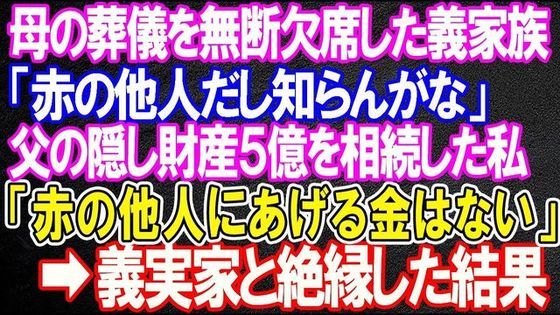 母の葬儀を無断欠席した義家族
「赤の他人だし知らんがな」
父の隠し財産5億を相続した私
「赤の他人にあげる金はない」
➡義実家と絶縁した結果